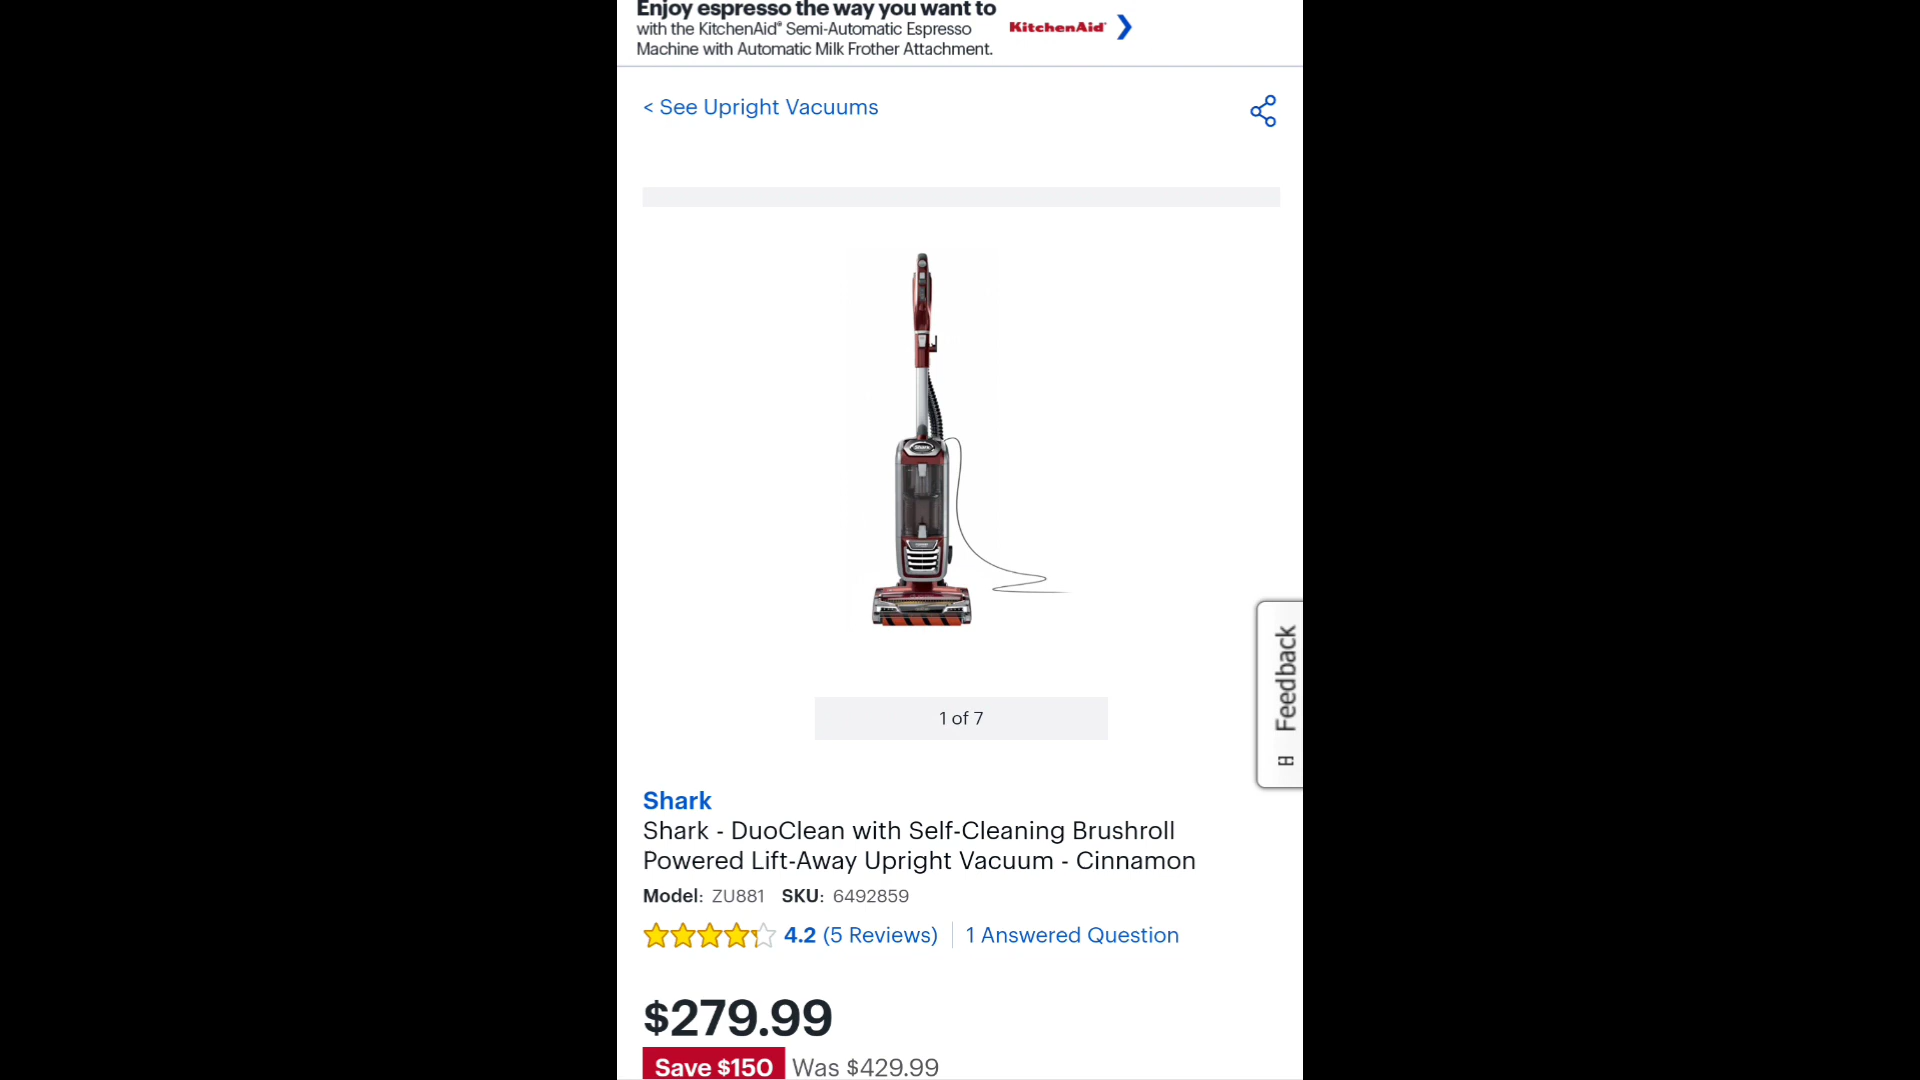 Enjoy espresso the way you want to
with the KitchenAid® Semi-Automatic Espresso
Machine with Automatic Milk Frother Attachment.
KitchenAid
< See Upright Vacuums
Shark
1 of 7
Feedback
Shark
Shark - DuoClean with Self-Cleaning Brushroll
Powered Lift-Away Upright Vacuum - Cinnamon
Model: ZU881 SKU: 6492859
4.2 (5 Reviews) 1 Answered Question
$279.99
Save $150 Was $429.99